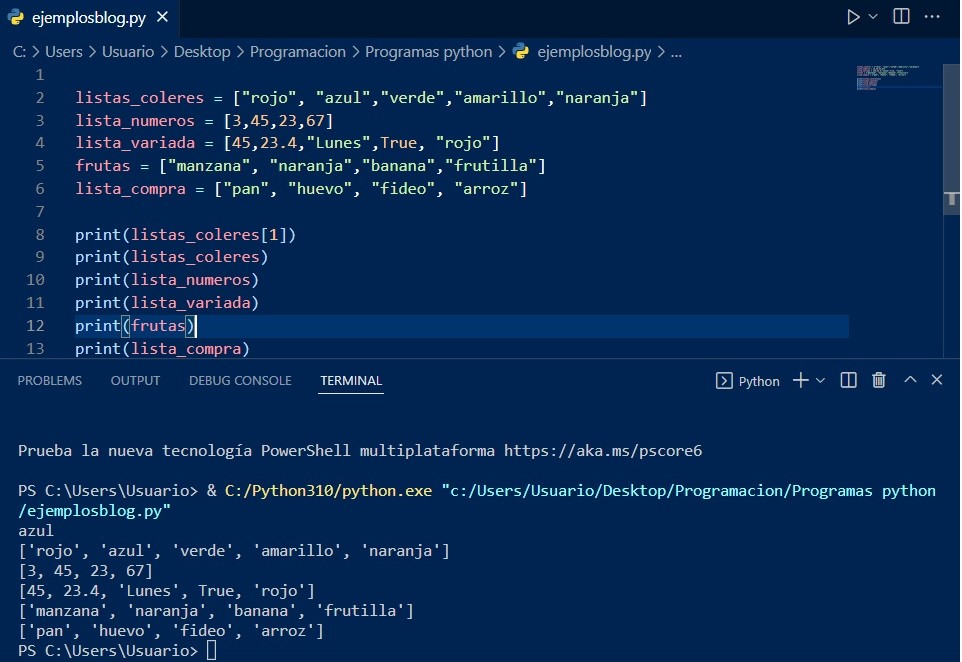 ejemplosblog.py
C: > Users > Usuario > Desktop > Programacion > Programas python > ejemplosblog.py > ...
1
2 listas_coleres = ["rojo", "azul","verde","amarillo","naranja"]
3 lista_numeros = [3,45,23,67]
4 lista_variada = [45,23.4,"Lunes",True, "rojo"]
5 frutas = ["manzana", "naranja","banana","frutilla"]
6 lista_compra = ["pan", "huevo", "fideo", "arroz"]
7
8 print(listas_coleres[1])
9 print(listas_coleres)
10 print(lista_numeros)
11 print(lista_variada)
12 print(frutas)
13 print(lista_compra)
PROBLEMS OUTPUT DEBUG CONSOLE TERMINAL Python
Prueba la nueva tecnología PowerShell multiplataforma https://aka.ms/pscore6
PS C:\Users\Usuario> & C:/Python310/python.exe "c:/Users/Usuario/Desktop/Programacion/Programas python
/ejemplosblog.py"
azul
['rojo', 'azul', 'verde', 'amarillo', 'naranja']
[3, 45, 23, 67]
[45, 23.4, 'Lunes', True, 'rojo']
['manzana', 'naranja', 'banana', 'frutilla']
['pan', 'huevo', 'fideo', 'arroz']
PS C:\Users\Usuario>